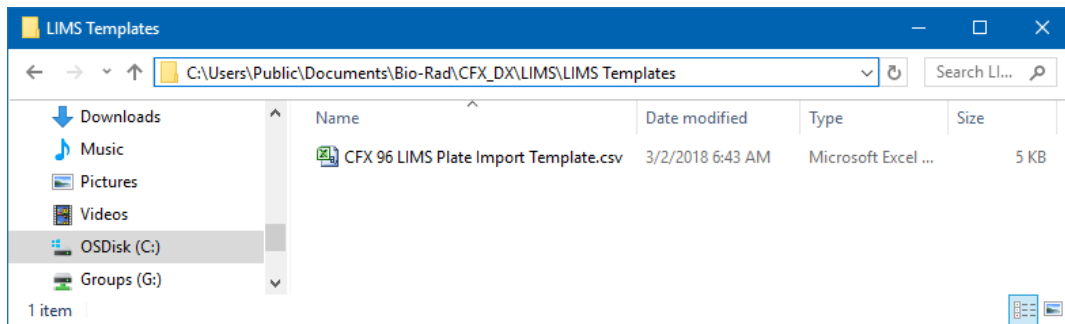 LIMS Templates
C:\Users\Public\Documents\Bio-Rad\CFX_DX\LIMS\LIMS Templates
Search LI...
Downloads
Music
Pictures
Videos
OSDisk (C:)
Groups (G:)
Name Date modified Type Size
CFX 96 LIMS Plate Import Template.csv 3/2/2018 6:43 AM Microsoft Excel ... 5 KB
1 item